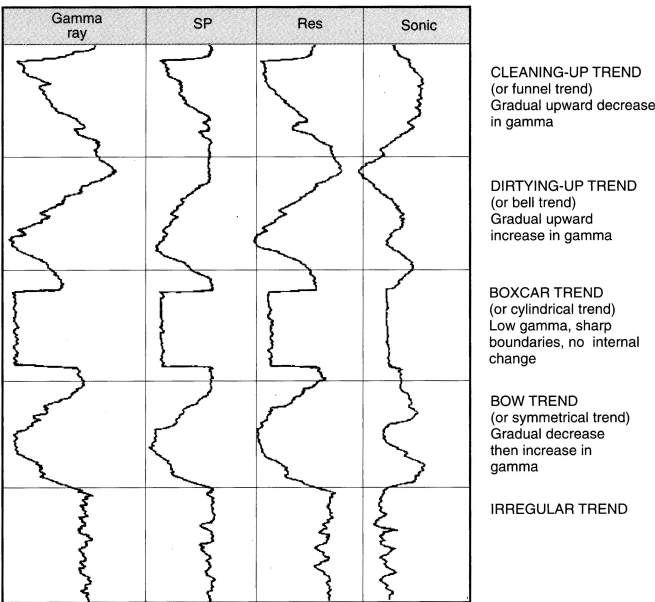 Gamma
ray
SP
Res
Sonic
CLEANING-UP TREND
(or funnel trend)
Gradual upward decrease
in gamma
DIRTYING-UP TREND
(or bell trend)
Gradual upward
increase in gamma
BOXCAR TREND
(or cylindrical trend)
Low gamma, sharp
boundaries, no internal
change
BOW TREND
(or symmetrical trend)
Gradual decrease
then increase in
gamma
IRREGULAR TREND